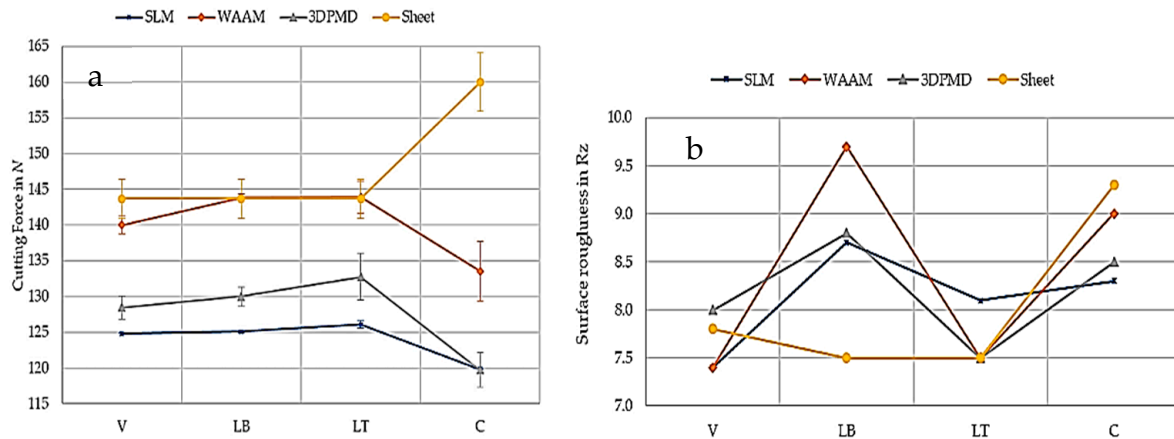 SLM WAAM 3DPMD Sheet
a
Cuttting Force in N
165
160
155
150
145
140
135
130
125
120
115
V LB LT C
SLM WAAM 3DPMD Sheet
b
Surface rougluness in Rz
10.0
9.5
9.0
8.5
8.0
7.5
7.0
V LB LT C